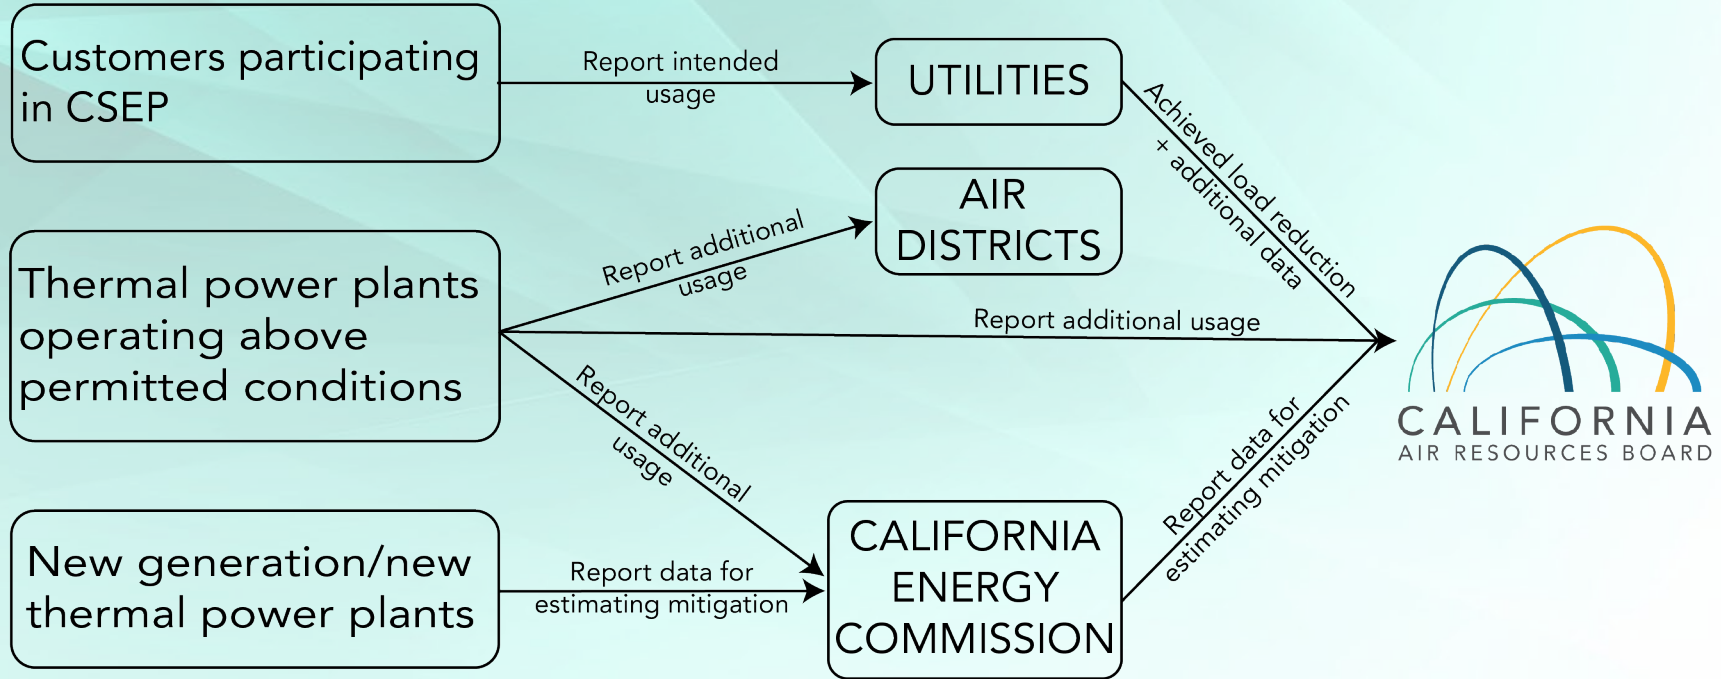 Customers participating
in CSEP
Report intended
usage
UTILITIES
Achieved load reduction
+ additional data
AIR
DISTRICTS
Report additional
usage
Thermal power plants
operating above
permitted conditions
Report additional usage
Report additional
usage
CALIFORNIA
AIR RESOURCES BOARD
Report data for
estimating mitigation
New generation/new
thermal power plants
Report data for
estimating mitigation
CALIFORNIA
ENERGY
COMMISSION